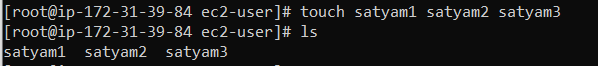 [root@ip-172-31-39-84 ec2-user]# touch satyam1 satyam2 satyam3
[root@ip-172-31-39-84 ec2-user]# ls
satyam1  satyam2  satyam3